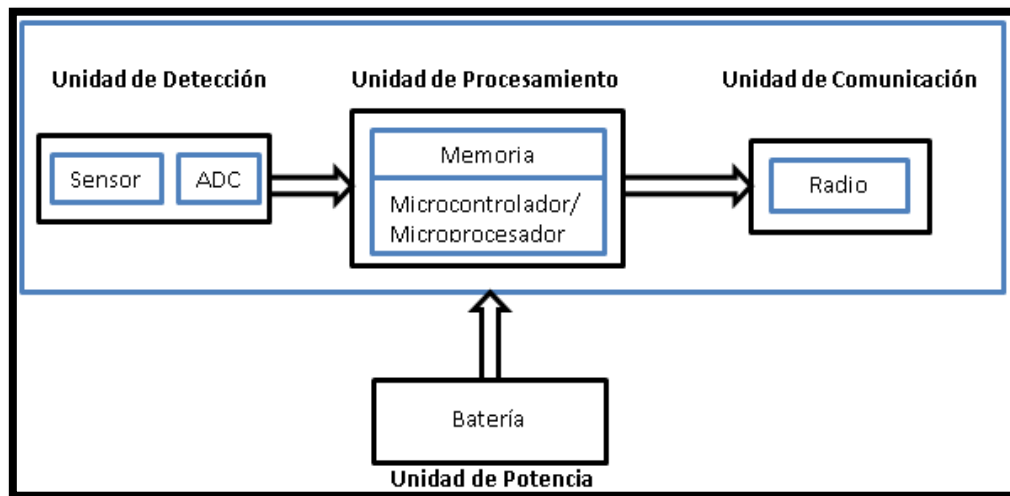 Unidad de Detección
Unidad de Procesamiento
Unidad de Comunicación
Sensor
ADC
Memoria
Microcontrolador/
Microprocesador
Radio
Batería
Unidad de Potencia